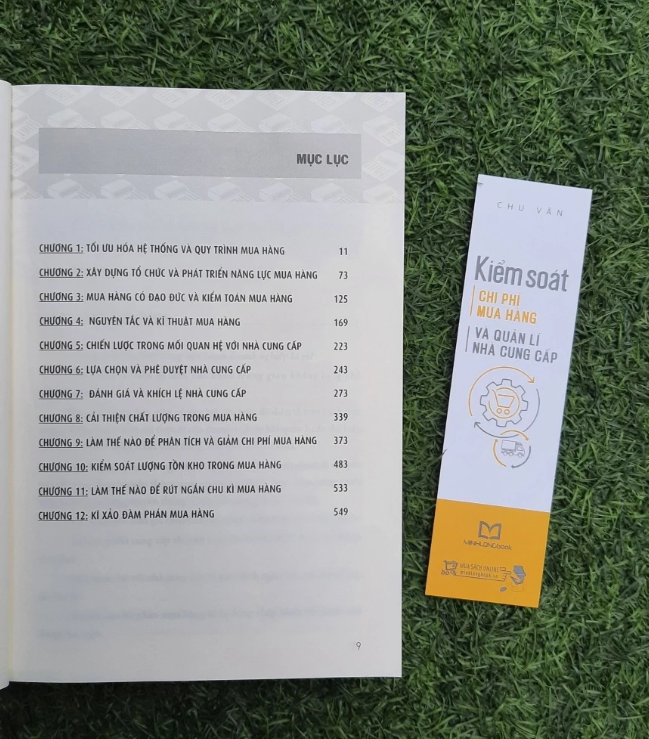 MỤC LỤC
CHƯƠNG 1: TỐI ƯU HÓA HỆ THỐNG VÀ QUY TRÌNH MUA HÀNG 11
CHƯƠNG 2: XÂY DỰNG TỔ CHỨC VÀ PHÁT TRIỂN NĂNG LỰC MUA HÀNG 73
CHƯƠNG 3: MUA HÀNG CÓ ĐẠO ĐỨC VÀ KIỂM TOÁN MUA HÀNG 125
CHƯƠNG 4: NGUYÊN TẮC VÀ KĨ THUẬT MUA HÀNG 169
CHƯƠNG 5: CHIẾN LƯỢC TRONG MỐI QUAN HỆ VỚI NHÀ CUNG CẤP 223
CHƯƠNG 6: LỰA CHỌN VÀ PHÊ DUYỆT NHÀ CUNG CẤP 243
CHƯƠNG 7: ĐÁNH GIÁ VÀ KHÍCH LỆ NHÀ CUNG CẤP 273
CHƯƠNG 8: CẢI THIỆN CHẤT LƯỢNG TRONG MUA HÀNG 339
CHƯƠNG 9: LÀM THẾ NÀO ĐỂ PHÂN TÍCH VÀ GIẢM CHI PHÍ MUA HÀNG 373
CHƯƠNG 10: KIỂM SOÁT LƯỢNG TỒN KHO TRONG MUA HÀNG 483
CHƯƠNG 11: LÀM THẾ NÀO ĐỂ RÚT NGẮN CHU KÌ MUA HÀNG 533
CHƯƠNG 12: KĨ XẢO ĐÀM PHÁN MUA HÀNG 549
9
CHU VĂN
Kiểm soát
CHI PHÍ
MUA HÀNG
VÀ QUẢN LÍ
NHÀ CUNG CẤP
MINHLONGbook